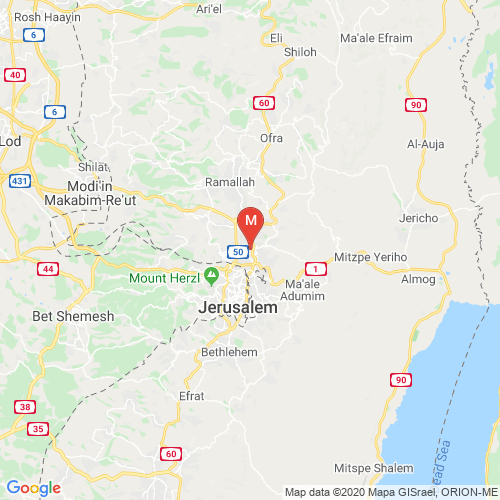 Rosh Haayin
Ari'el
6
Eli
Ma'ale Efraim
Shiloh
40
60
90
6
Ofra
Lod
Al-Auja
Shilat
431
Modi'in
Makabim-Re'ut
Ramallah
Jericho
M
50
Mitzpe Yeriho
44
1
Mount Herzl
Almog
Ma'ale
Adumim
Jerusalem
Bet Shemesh
Bethlehem
90
Efrat
38
35
60
Mitspe Shalem
ead Sea
Google
Map data ©2020 Mapa GISrael, ORION-ME